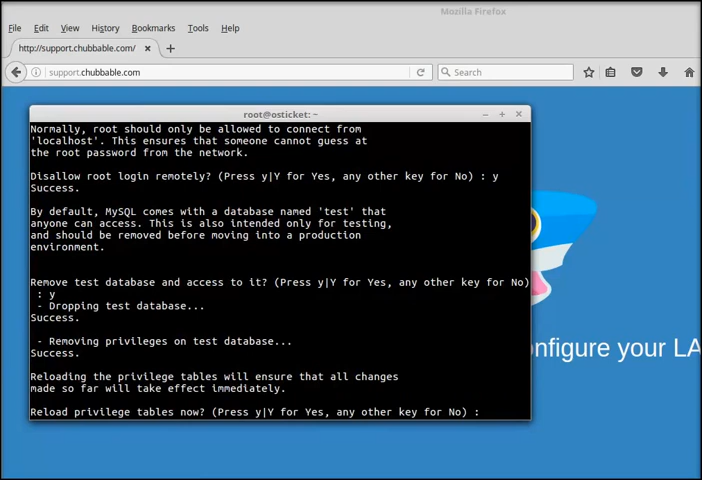 Mozilla Firefox
File Edit View History Bookmarks Tools Help
http://support.chubbable.com/
support.chubbable.com
Search
root@osticket: ~
Normally, root should only be allowed to connect from
'localhost'. This ensures that someone cannot guess at
the root password from the network.
Disallow root login remotely? (Press y|Y for Yes, any other key for No) : y
Success.
By default, MySQL comes with a database named 'test' that
anyone can access. This is also intended only for testing,
and should be removed before moving into a production
environment.
Remove test database and access to it? (Press y|Y for Yes, any other key for No)
: y
- Dropping test database...
Success.
- Removing privileges on test database...
Success.
Reloading the privilege tables will ensure that all changes
made so far will take effect immediately.
Reload privilege tables now? (Press y|Y for Yes, any other key for No) :
nfigure your LA